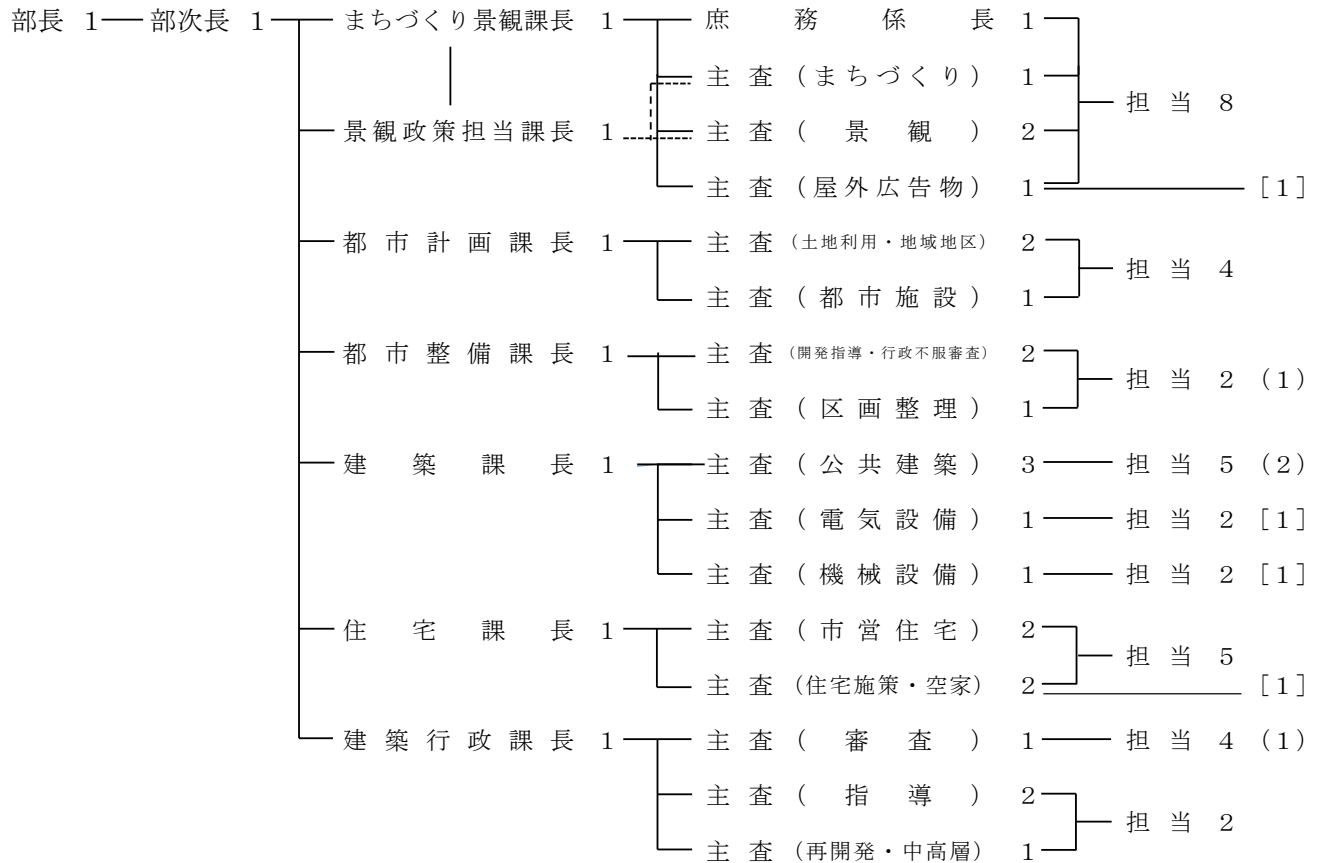 部長 1 部次長 1 まちづくり景観課長 1 庶務係長 1
主査(まちづくり) 1
担当 8
景観政策担当課長 1 主査(景観) 2
主査(屋外広告物) 1 [1]
都市計画課長 1 主査(土地利用・地域地区) 2
担当 4
主査(都市施設) 1
都市整備課長 1 主査(開発指導・行政不服審査) 2
担当 2 (1)
主査(区画整理) 1
建築課長 1 主査(公共建築) 3 担当 5 (2)
主査(電気設備) 1 担当 2 [1]
主査(機械設備) 1 担当 2 [1]
住宅課長 1 主査(市営住宅) 2
担当 5
主査(住宅施策・空家) 2 [1]
建築行政課長 1 主査(審査) 1 担当 4 (1)
主査(指導) 2
担当 2
主査(再開発・中高層) 1